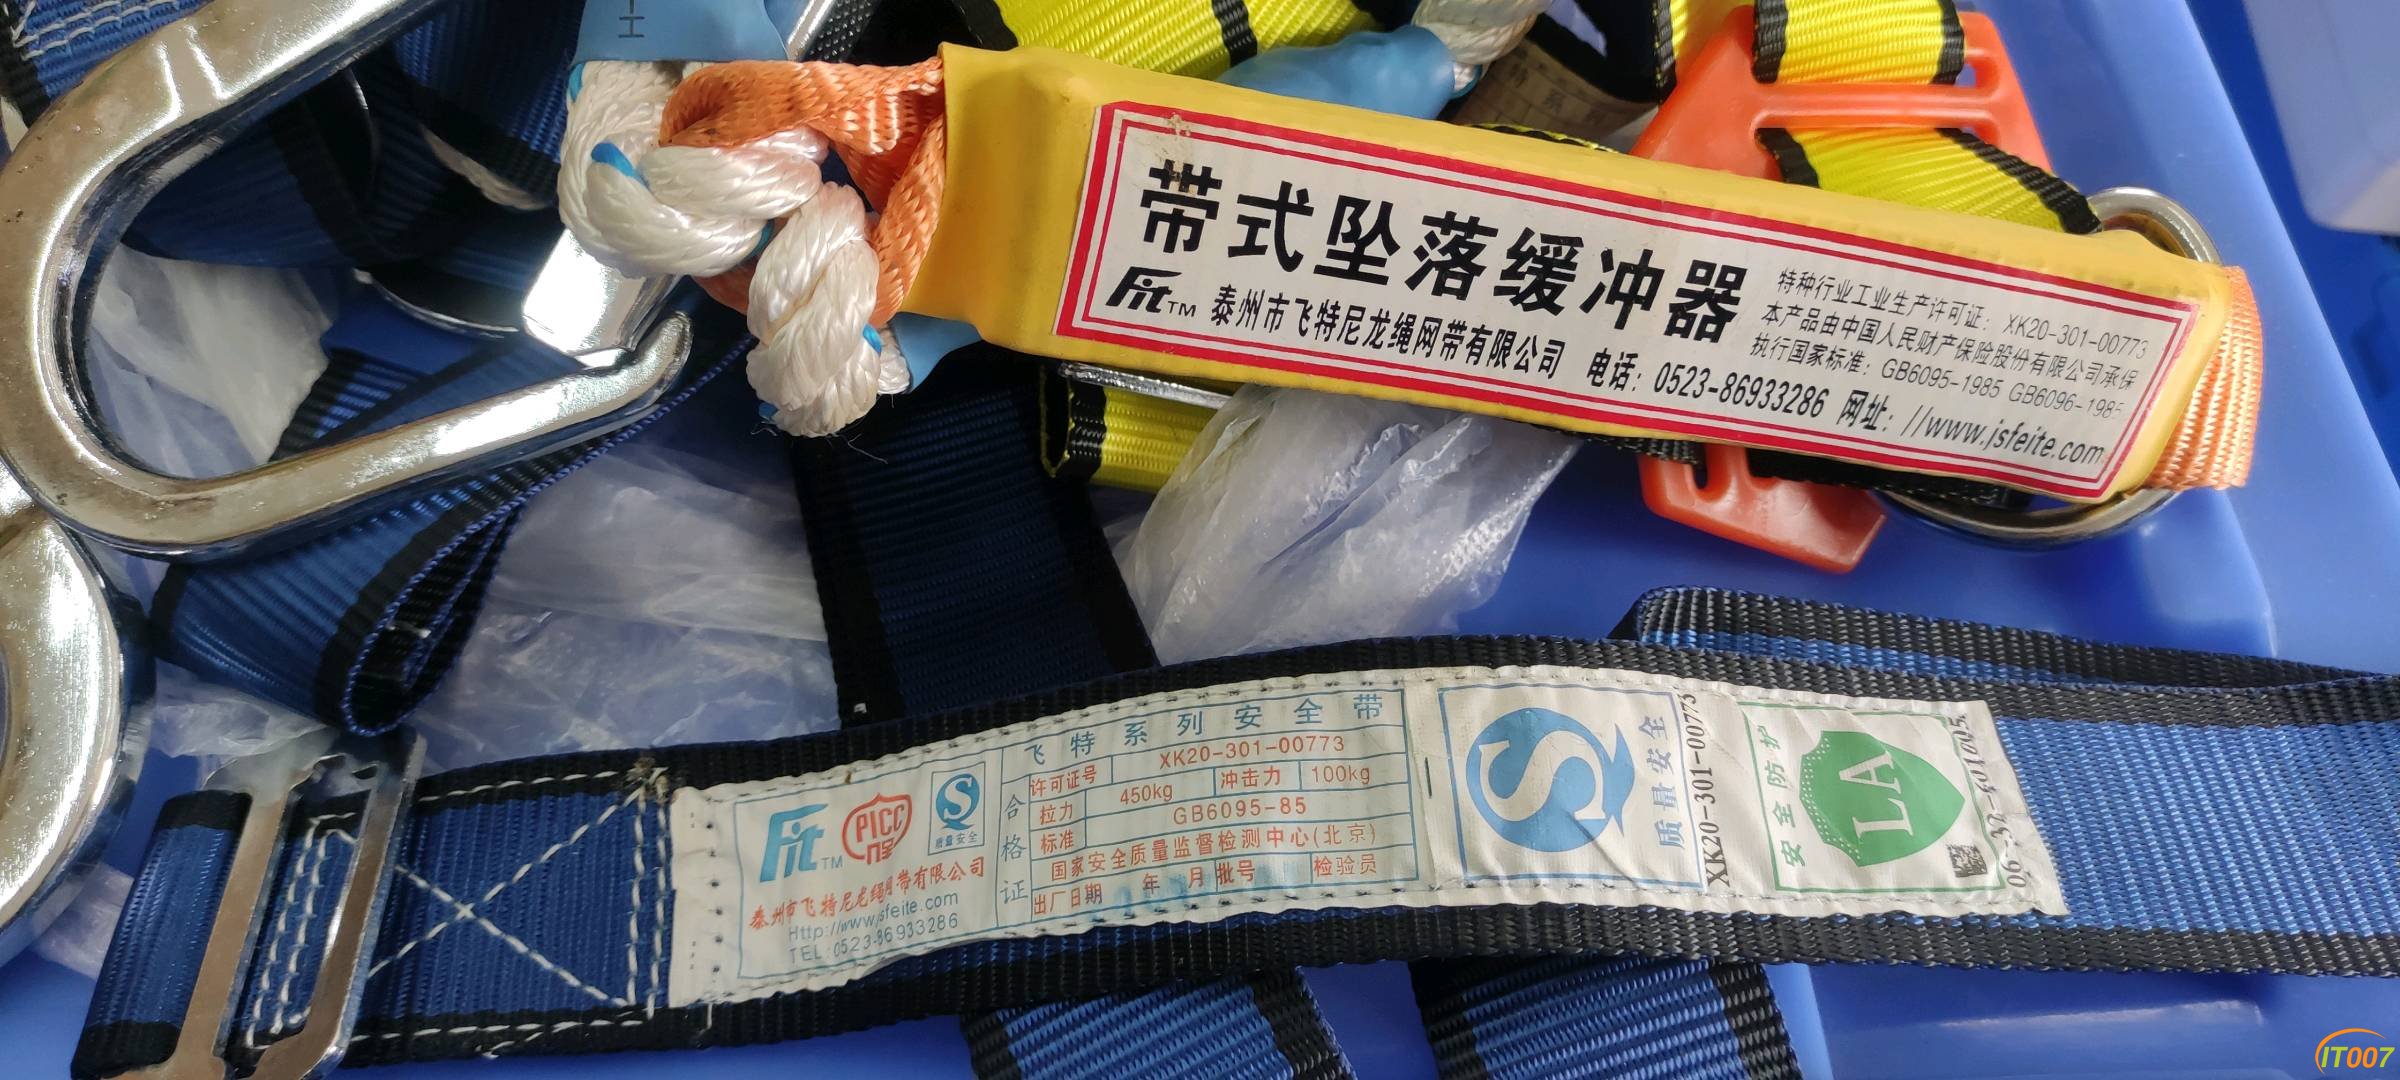 带式坠落缓冲器
Fit TM 泰州市飞特尼龙绳网带有限公司 电话：0523-86933286 网址：//www.jsfeite.com
特种行业工业生产许可证：XK20-301-00773
本产品由中国人民财产保险股份有限公司承保
执行国家标准：GB6095-1985 GB6096-1985
Fit TM
PICC
S
质量安全
泰州市飞特尼龙绳网带有限公司
Http://www.jsfeite.com
TEL:0523-86933286
合格证
飞特系列安全带
许可证号 XK20-301-00773
拉力 450kg 冲击力 100kg
标准 GB6095-85
国家安全质量监督检测中心(北京)
出厂日期 年 月 批号 检验员
S
质量安全
XK20-301-00773
安全防护
LA
IT007